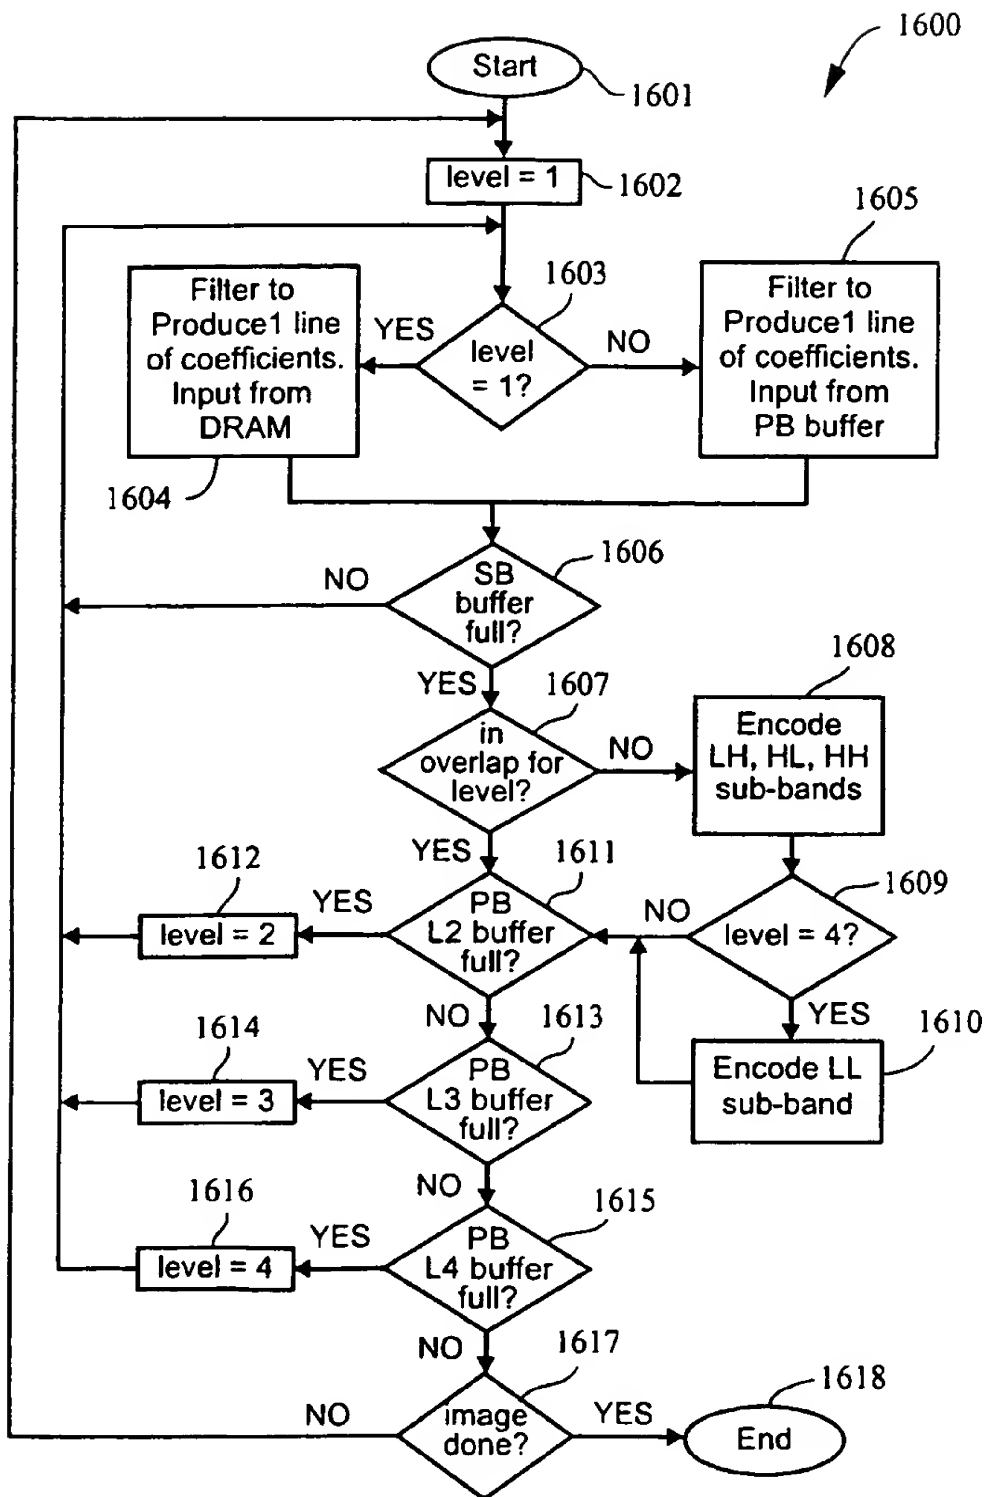 1600
Start
1601
level = 1
1602
1605
1603
Filter to
Produce1 line
of coefficients.
Input from
DRAM
YES
level
= 1?
NO
Filter to
Produce1 line
of coefficients.
Input from
PB buffer
1604
1606
NO
SB
buffer
full?
YES
1607
1608
in
overlap for
level?
NO
Encode
LH, HL, HH
sub-bands
YES
1611
1612
1609
YES
level = 2
PB
L2 buffer
full?
NO
level = 4?
NO
1613
YES
1610
1614
YES
level = 3
PB
L3 buffer
full?
Encode LL
sub-band
NO
1615
1616
YES
level = 4
PB
L4 buffer
full?
NO
1617
1618
NO
image
done?
YES
End